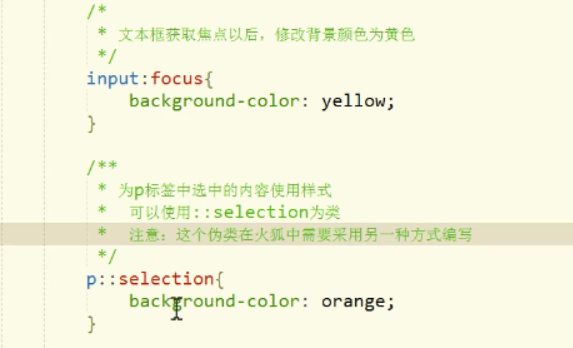 /*
* 文本框获取焦点以后，修改背景颜色为黄色
*/
input:focus{
background-color: yellow;
}
/**
* 为p标签中选中的内容使用样式
* 可以使用::selection为类
* 注意：这个伪类在火狐中需要采用另一种方式编写
*/
p::selection{
background-color: orange;
}